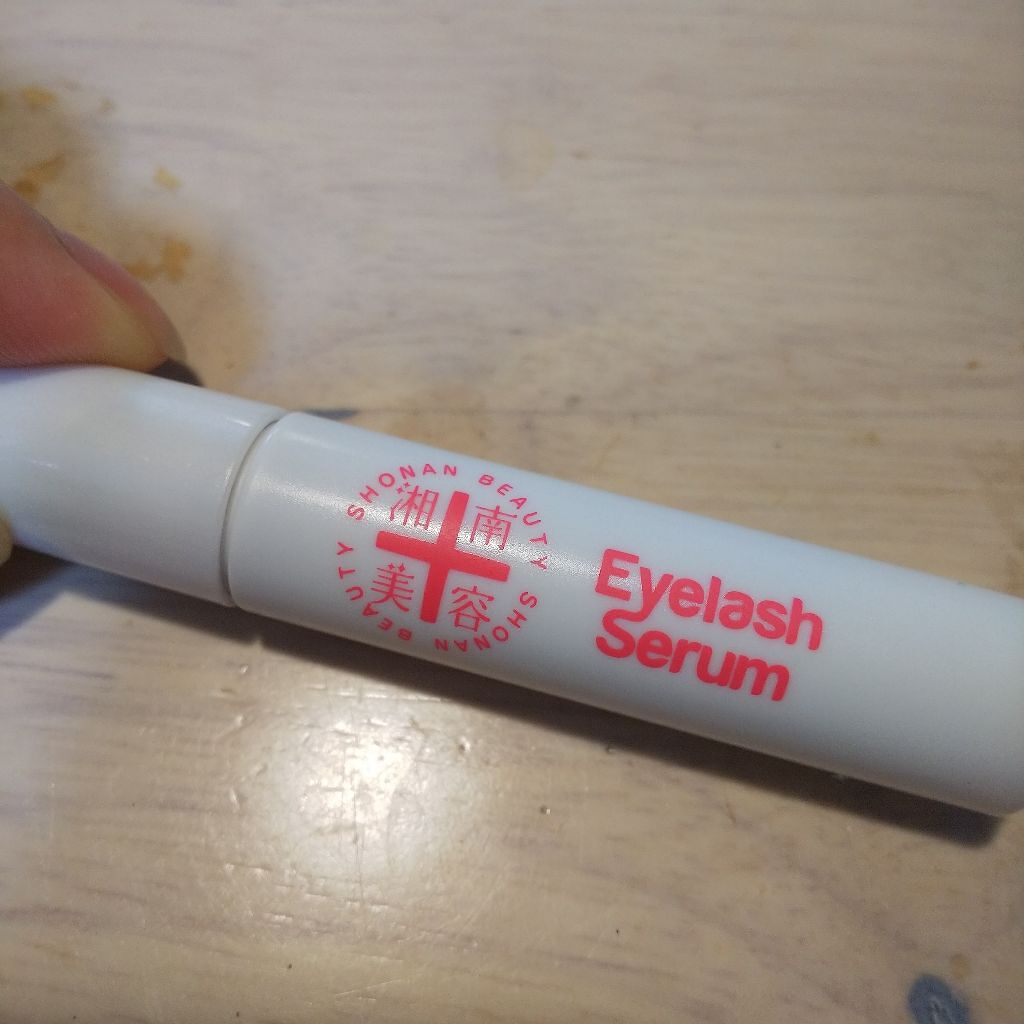 SHONAN BEAUTY SHONAN BEAUTY
湘南
美容
Eyelash
Serum